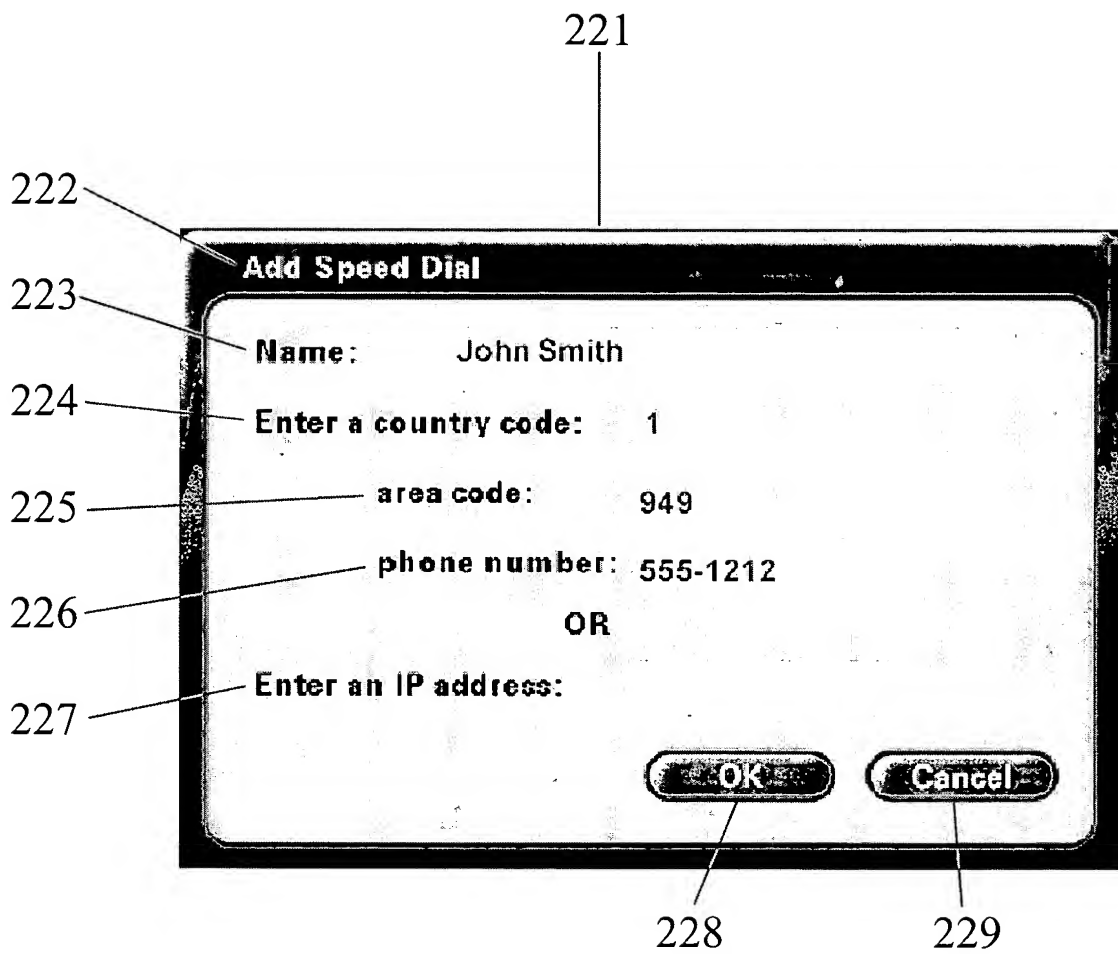 221
222
Add Speed Dial
223
Name: John Smith
224
Enter a country code: 1
225
area code: 949
226
phone number: 555-1212
OR
227
Enter an IP address:
OK Cancel
228 229